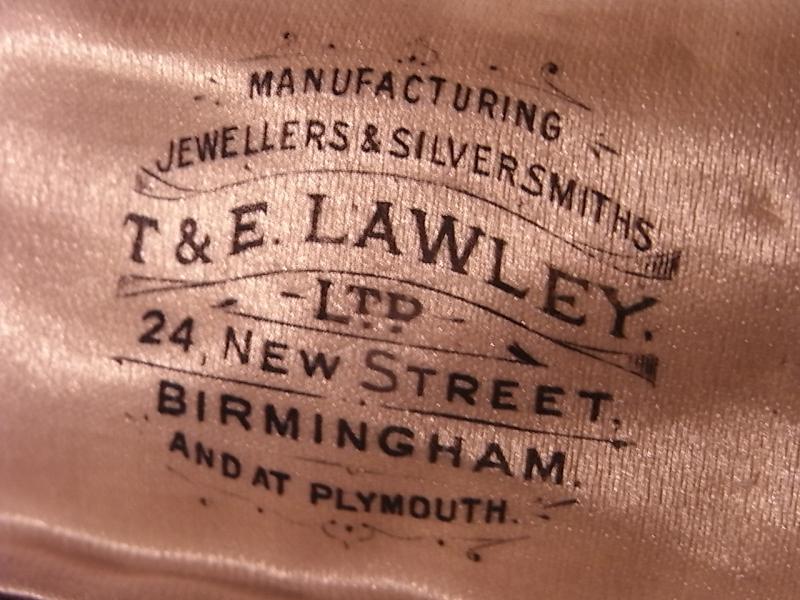 MANUFACTURING
JEWELLERS & SILVERSMITHS
T & E. LAWLEY.
-LTD-
24, NEW STREET,
BIRMINGHAM.
AND AT PLYMOUTH.